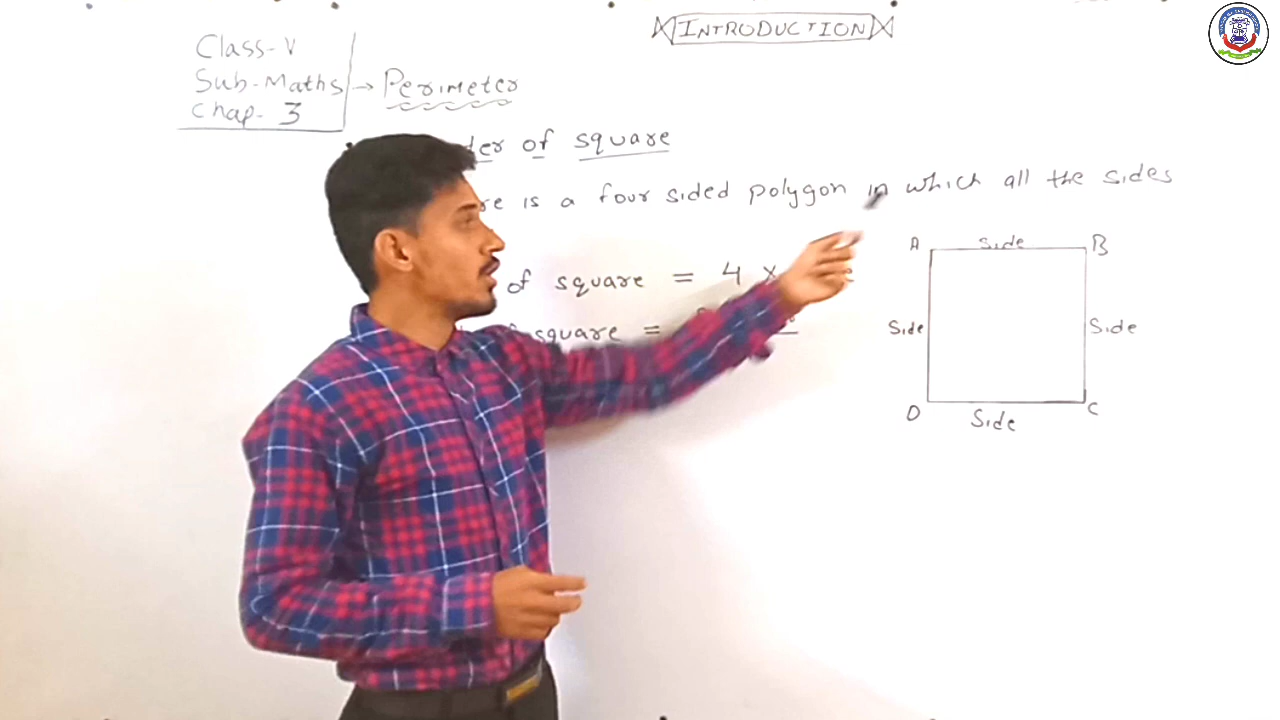 INTRODUCTION
Class-V
Sub-Maths → Perimeter
Chap- 3
of square
is a four sided polygon in which all the sides
of square = 4 ×
square =
A Side B
Side Side
D C
Side